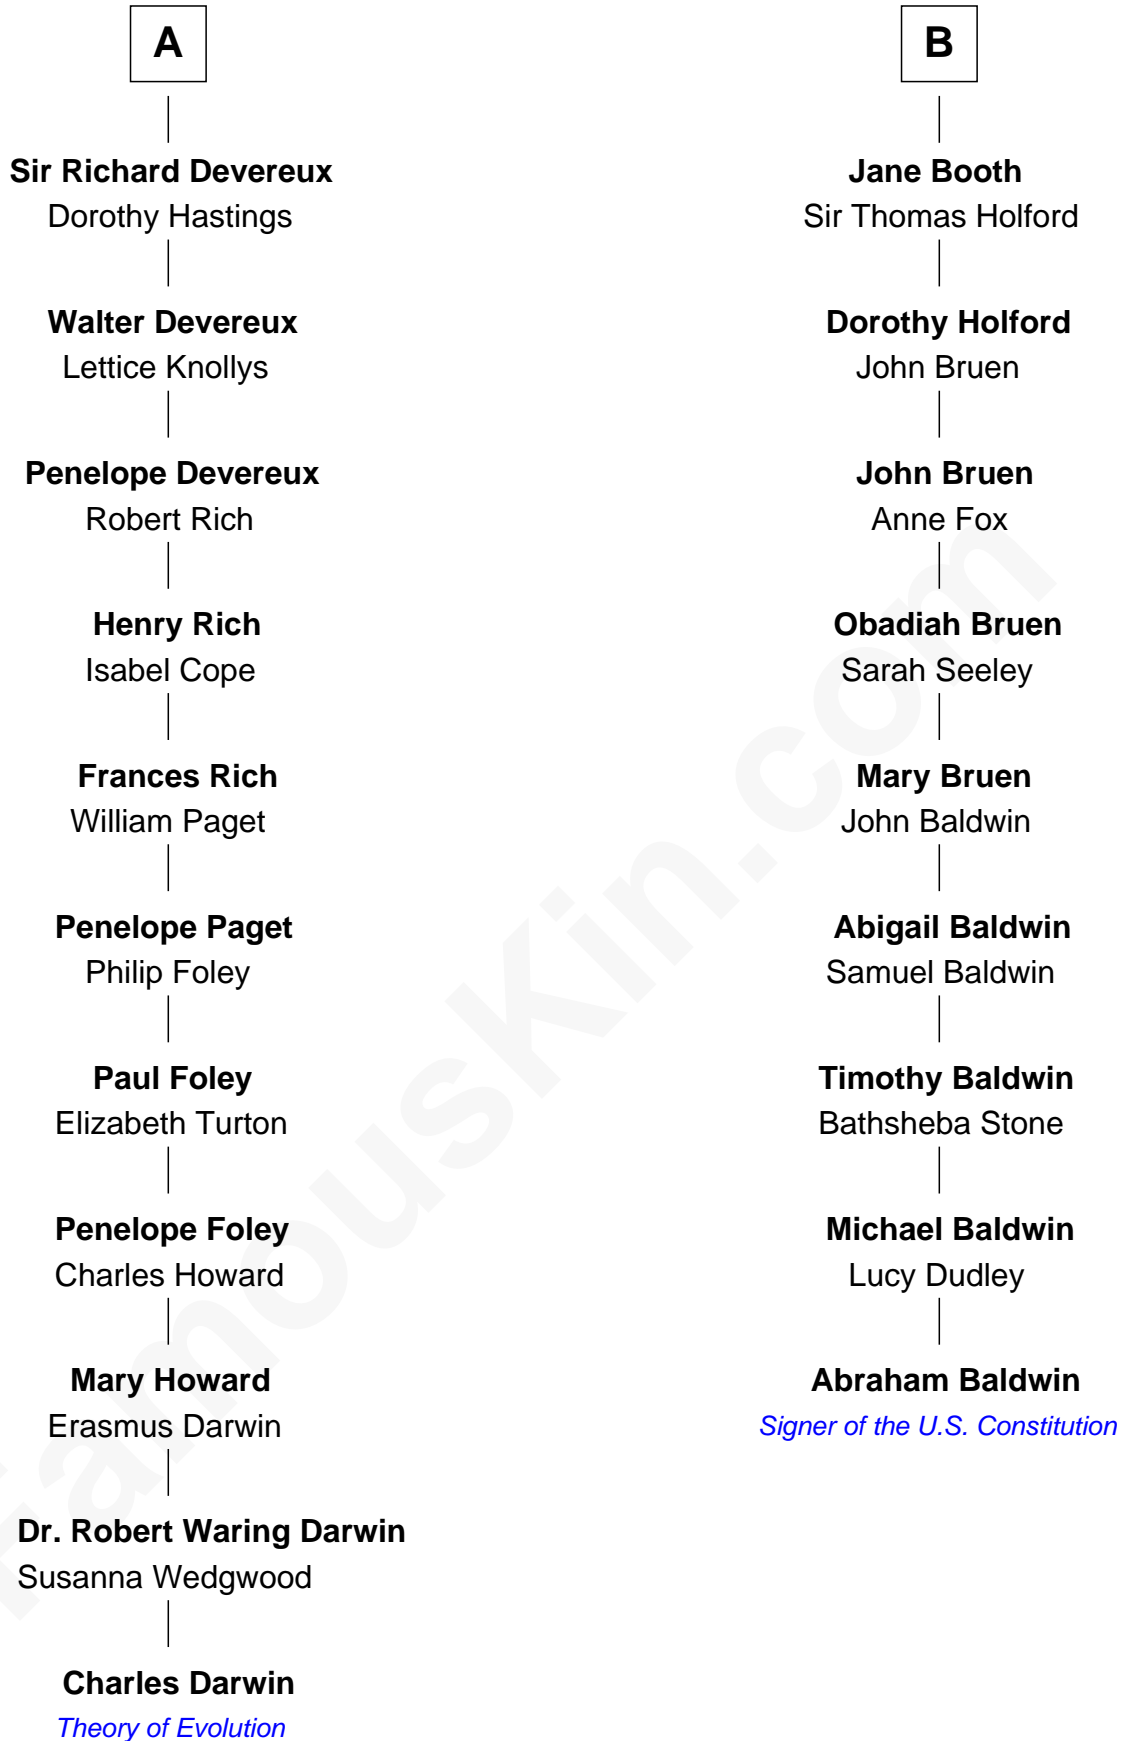 A
Sir Richard Devereux
Dorothy Hastings
Walter Devereux
Lettice Knollys
Penelope Devereux
Robert Rich
Henry Rich
Isabel Cope
Frances Rich
William Paget
Penelope Paget
Philip Foley
Paul Foley
Elizabeth Turton
Penelope Foley
Charles Howard
Mary Howard
Erasmus Darwin
Dr. Robert Waring Darwin
Susanna Wedgwood
Charles Darwin
Theory of Evolution
B
Jane Booth
Sir Thomas Holford
Dorothy Holford
John Bruen
John Bruen
Anne Fox
Obadiah Bruen
Sarah Seeley
Mary Bruen
John Baldwin
Abigail Baldwin
Samuel Baldwin
Timothy Baldwin
Bathsheba Stone
Michael Baldwin
Lucy Dudley
Abraham Baldwin
Signer of the U.S. Constitution
FamousKin.com